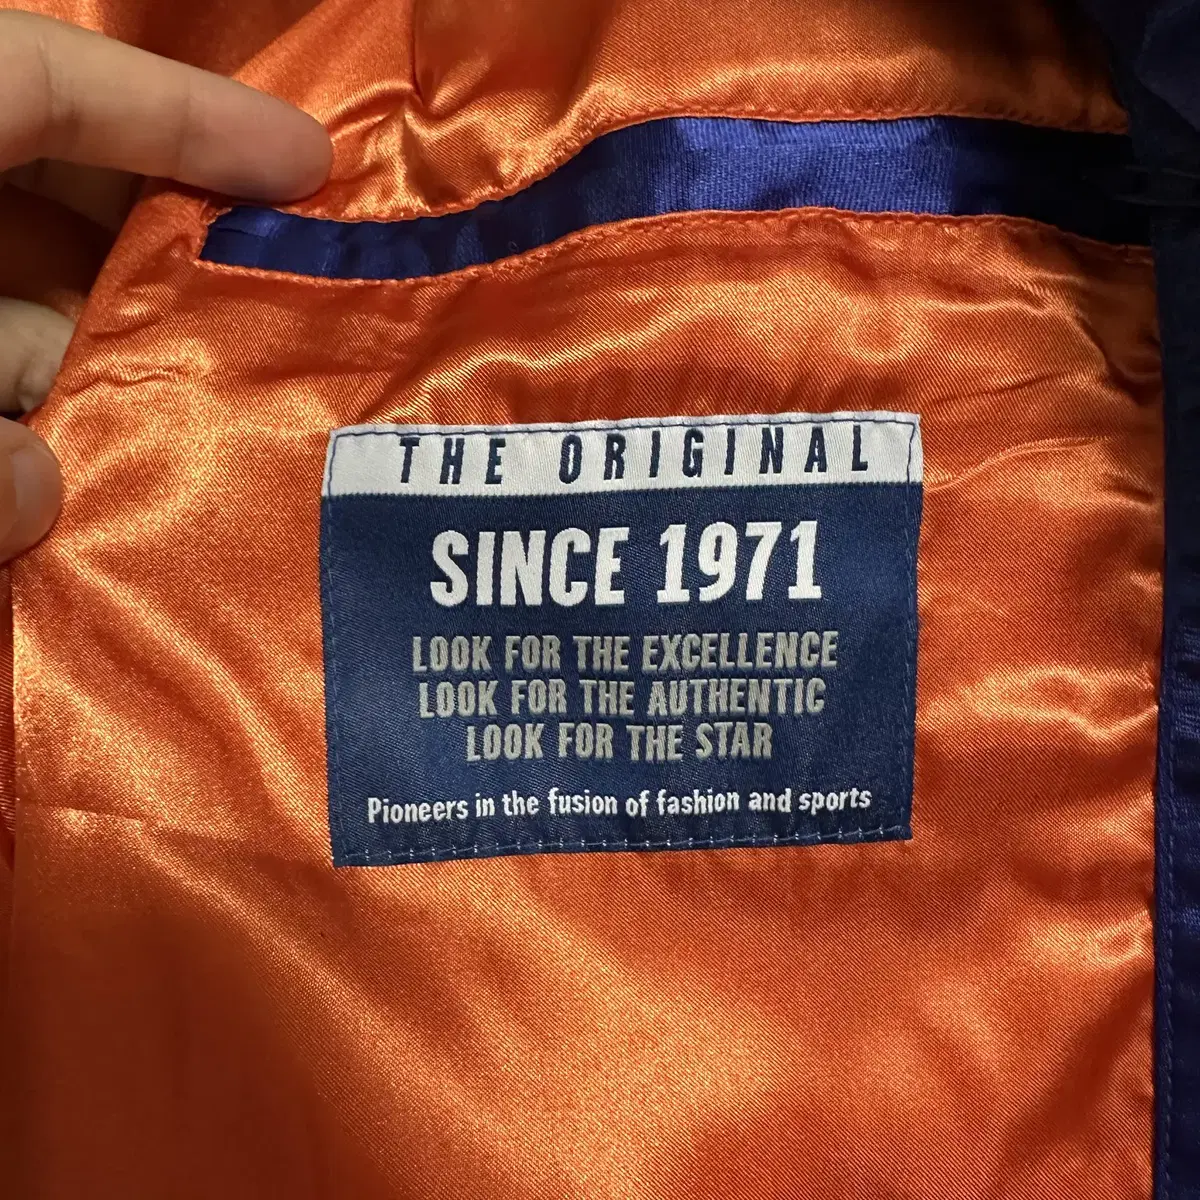 THE ORIGINAL
SINCE 1971
LOOK FOR THE EXCELLENCE
LOOK FOR THE AUTHENTIC
LOOK FOR THE STAR
Pioneers in the fusion of fashion and sports